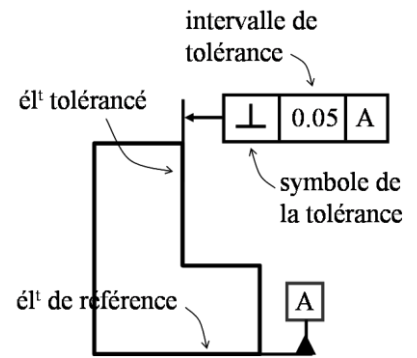 intervalle de
tolérance
élᵗ tolérancé
⊥ 0.05 A
symbole de
la tolérance
élᵗ de référence
A